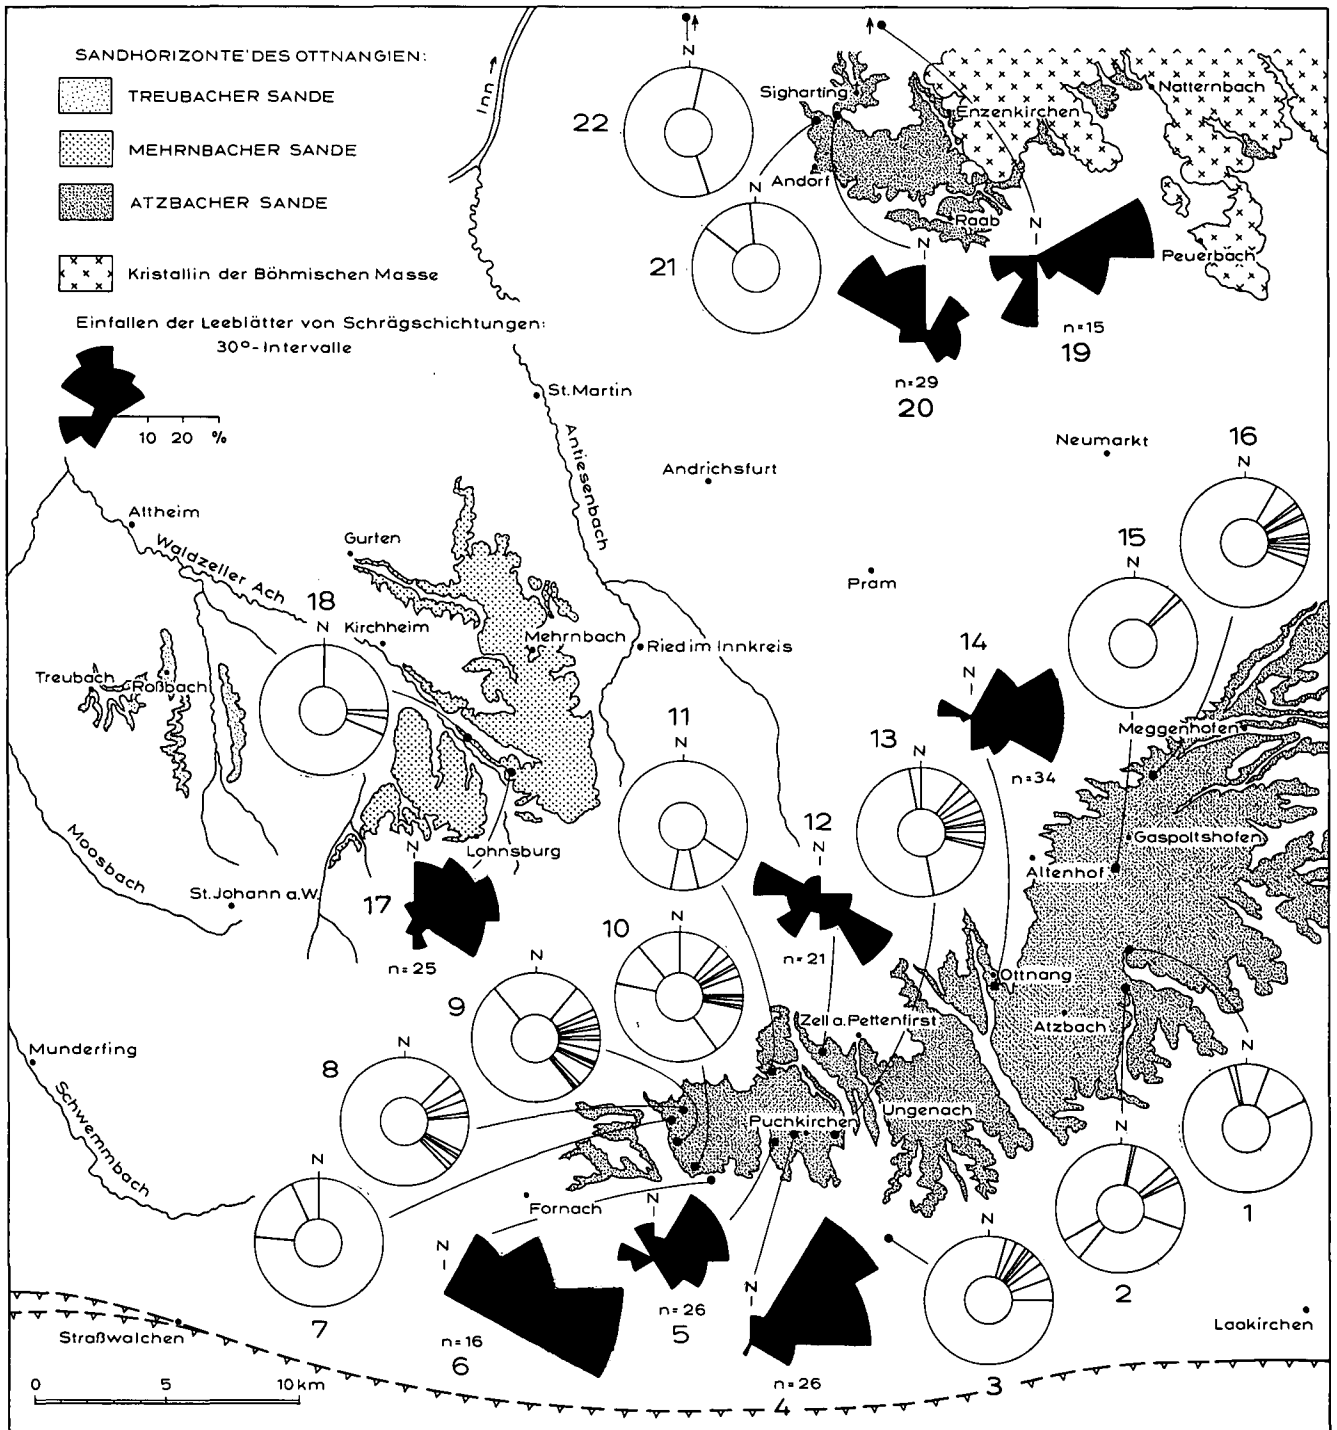 SANDHORIZONTE DES OTTNANGIEN:
TREUBACHER SANDE
MEHRNBACHER SANDE
ATZBACHER SANDE
Kristallin der Böhmischen Masse
Einfallen der Leeblätter von Schrägschichtungen:
30°-Intervalle
10 20 %
Inn
N
22
Sigharting
Enzenkirchen
Natternbach
Andorf
N
21
Raab
Peuerbach
N
n=29
20
N
n=15
19
St. Martin
Antiesenbach
Andrichsfurt
Neumarkt
16
N
Altheim
Waldzeller Ach
Gurten
Pram
15
N
18
N
Kirchheim
Mehrnbach
Ried im Innkreis
14
N
n=34
Treubach
Roßbach
11
N
13
N
Meggenhofen
Moosbach
St. Johann a.W.
Lohnsburg
N
17
n=25
12
N
n=21
Gaspoltshofen
Altenhof
10
N
9
N
Ottnang
Atzbach
Zell a. Pettenfirst
Munderfing
Schwemmbach
8
N
Puchkirchen
Ungenach
N
1
N
2
N
7
Fornach
N
n=16
6
N
n=26
5
N
n=26
4
N
3
Straßwalchen
Laakirchen
0 5 10 km